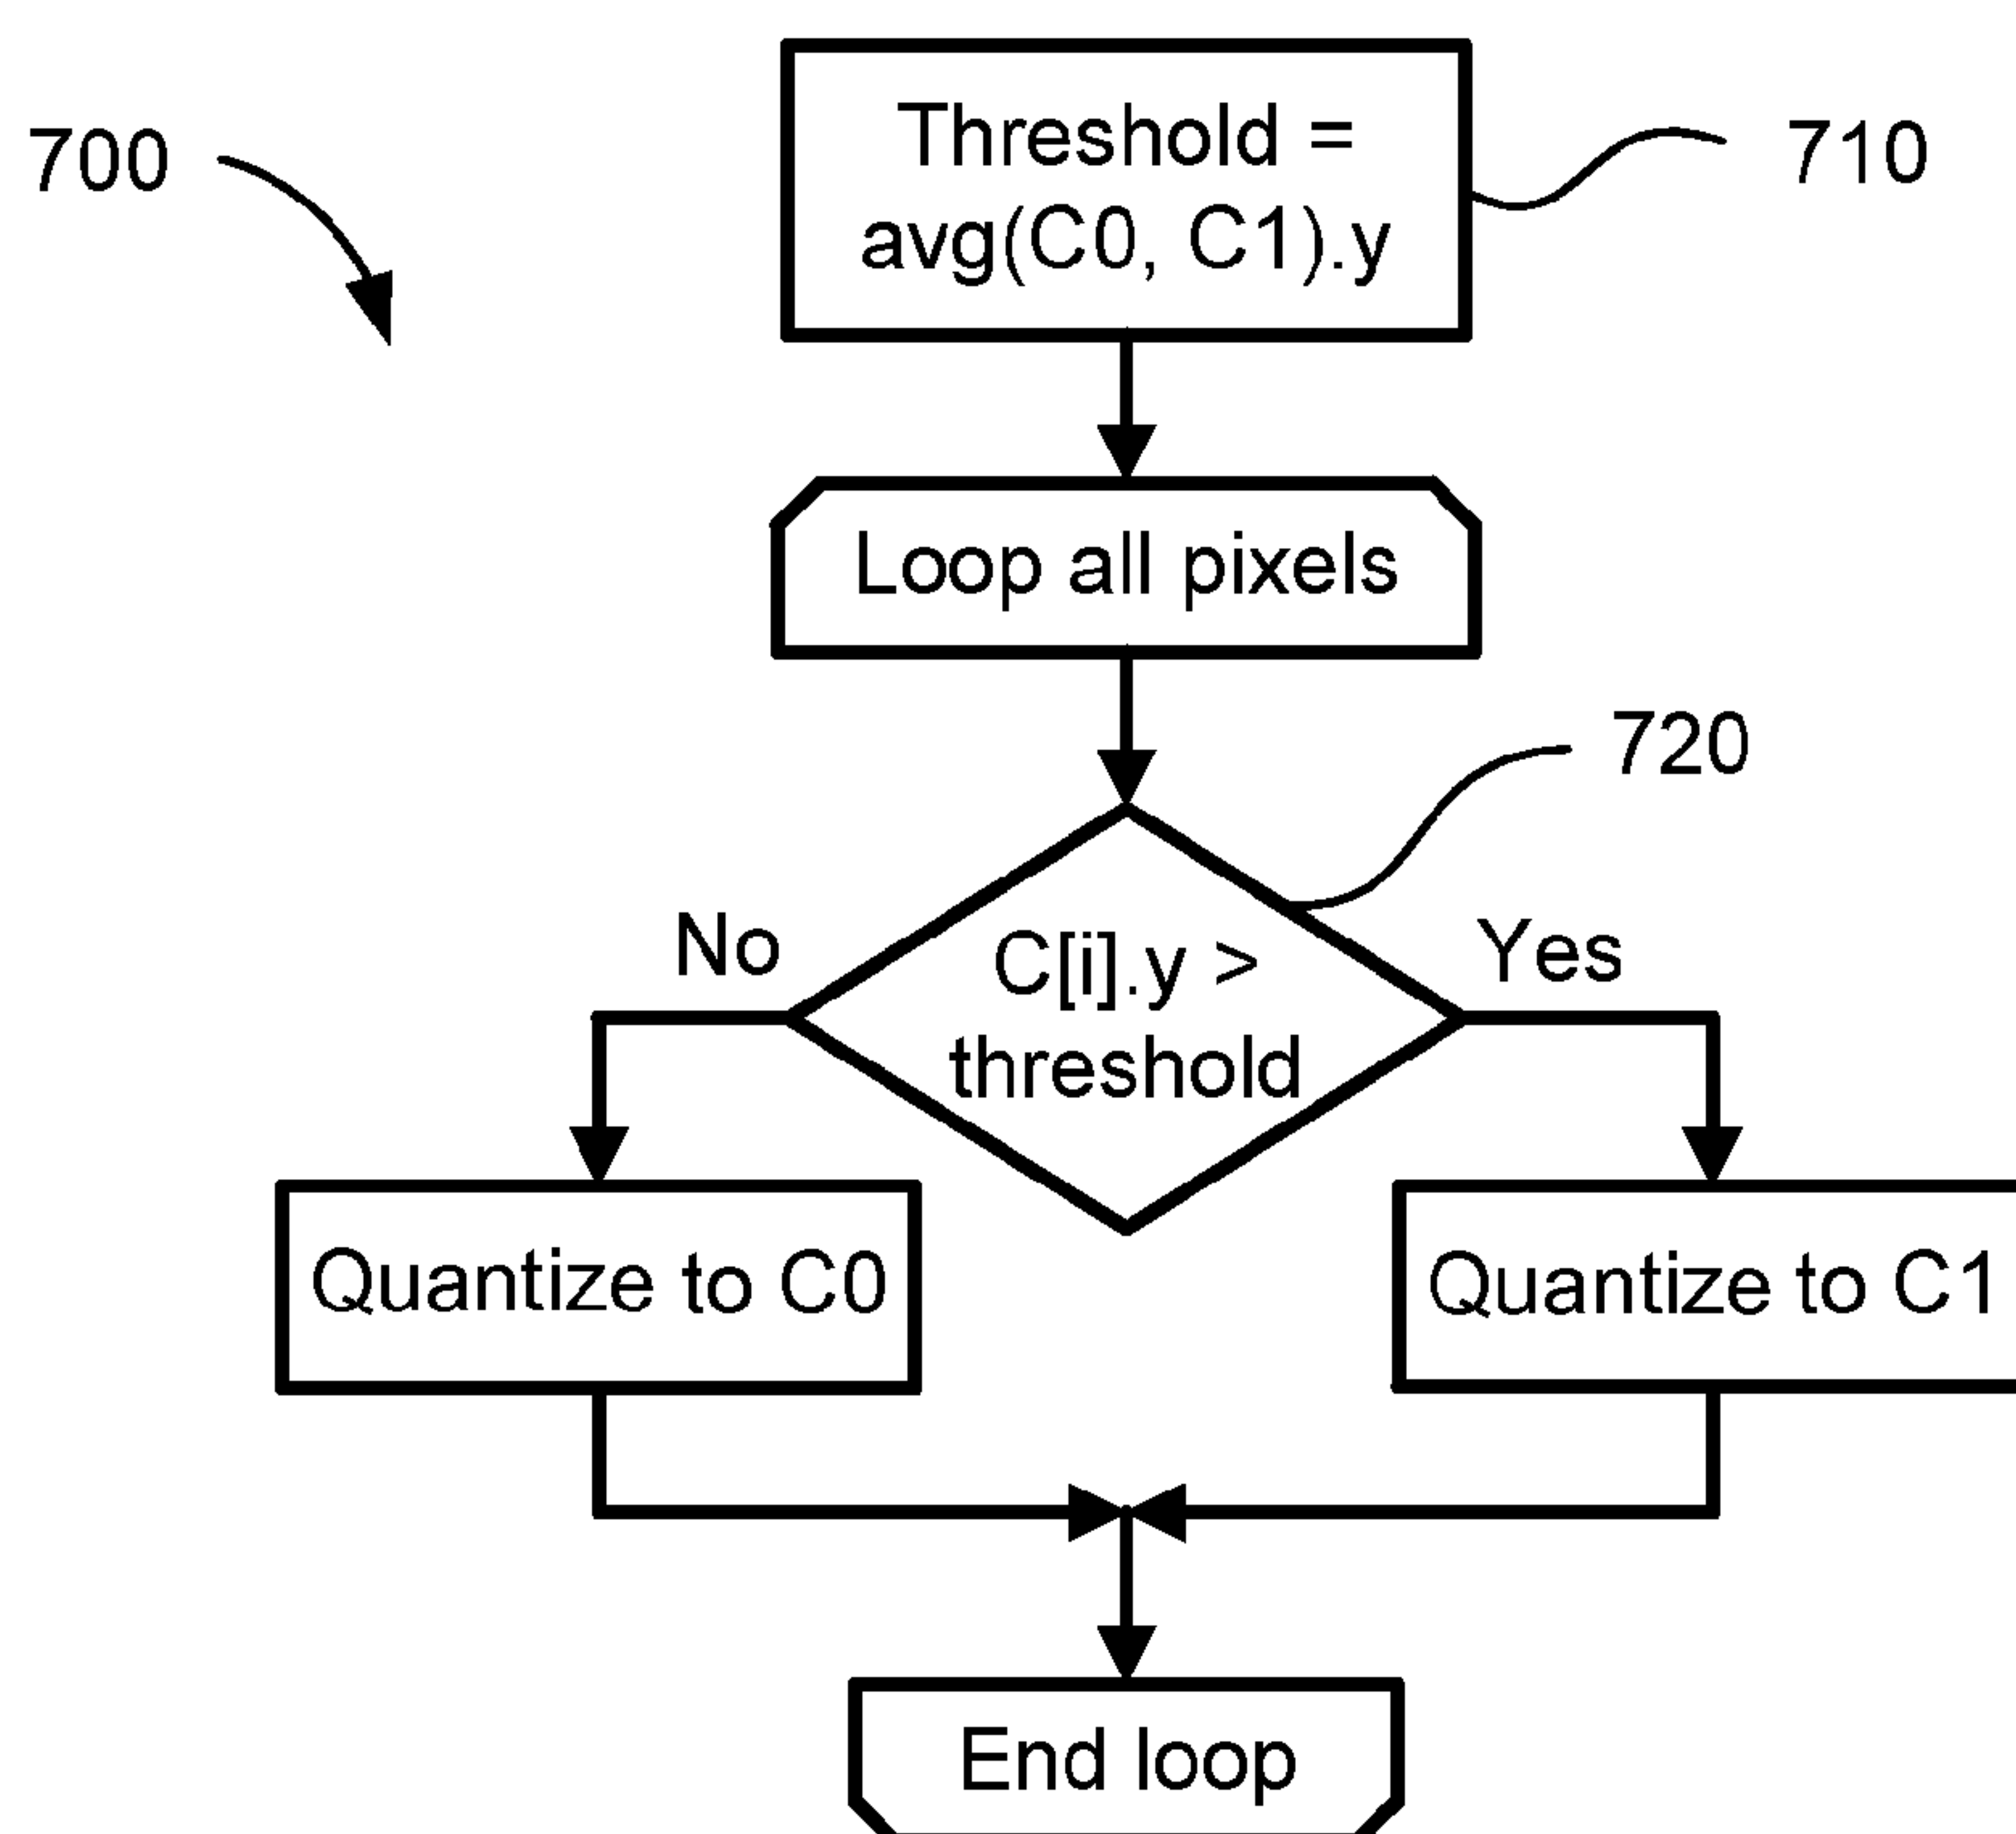 700
Threshold =
avg(C0, C1).y
710
Loop all pixels
720
No
C[i].y >
threshold
Yes
Quantize to C0
Quantize to C1
End loop